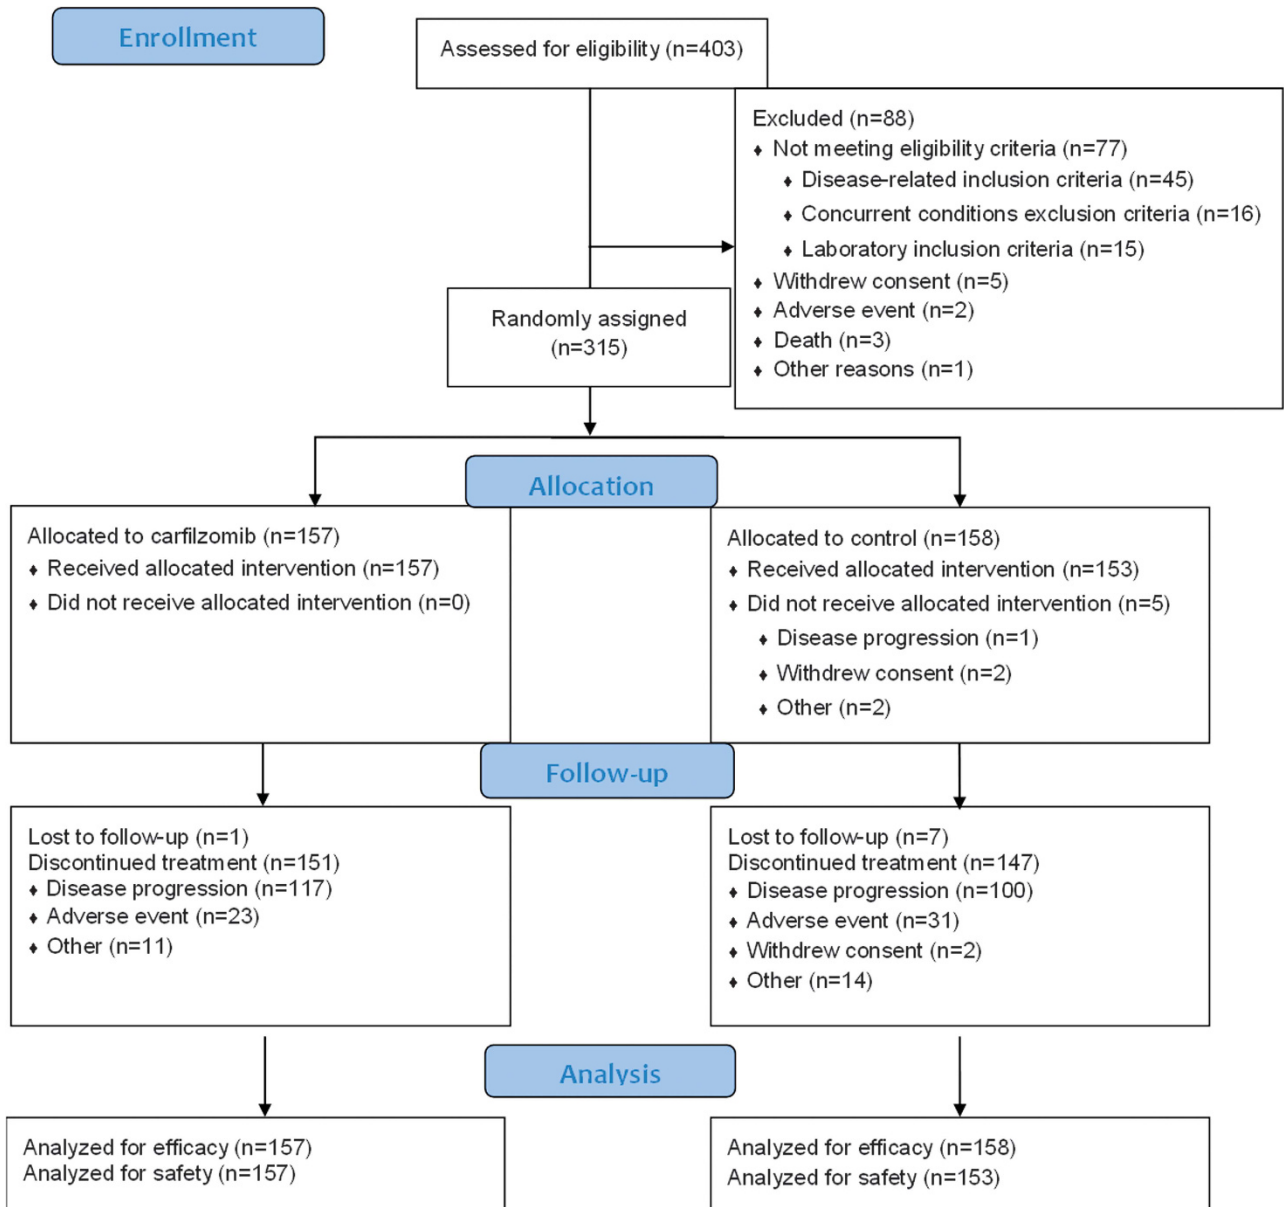 Enrollment
Assessed for eligibility (n=403)
Excluded (n=88)
♦ Not meeting eligibility criteria (n=77)
♦ Disease-related inclusion criteria (n=45)
♦ Concurrent conditions exclusion criteria (n=16)
♦ Laboratory inclusion criteria (n=15)
♦ Withdrew consent (n=5)
♦ Adverse event (n=2)
♦ Death (n=3)
♦ Other reasons (n=1)
Randomly assigned
(n=315)
Allocation
Allocated to carfilzomib (n=157)
♦ Received allocated intervention (n=157)
♦ Did not receive allocated intervention (n=0)
Allocated to control (n=158)
♦ Received allocated intervention (n=153)
♦ Did not receive allocated intervention (n=5)
♦ Disease progression (n=1)
♦ Withdrew consent (n=2)
♦ Other (n=2)
Follow-up
Lost to follow-up (n=1)
Discontinued treatment (n=151)
♦ Disease progression (n=117)
♦ Adverse event (n=23)
♦ Other (n=11)
Lost to follow-up (n=7)
Discontinued treatment (n=147)
♦ Disease progression (n=100)
♦ Adverse event (n=31)
♦ Withdrew consent (n=2)
♦ Other (n=14)
Analysis
Analyzed for efficacy (n=157)
Analyzed for safety (n=157)
Analyzed for efficacy (n=158)
Analyzed for safety (n=153)